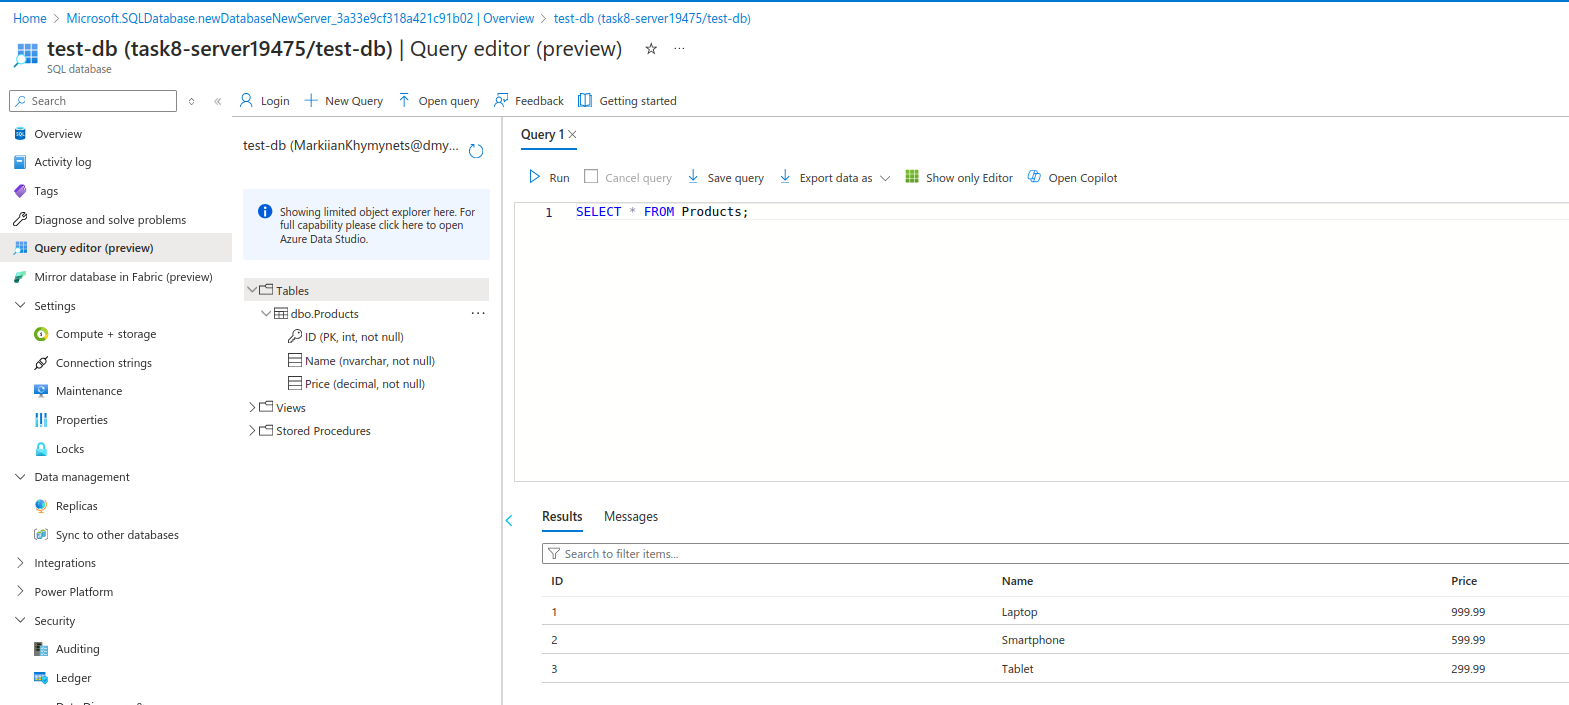 Home > Microsoft.SQLDatabase.newDatabaseNewServer_3a33e9cf318a421c91b02 | Overview > test-db (task8-server19475/test-db)
test-db (task8-server19475/test-db) | Query editor (preview)
SQL database
Search
Login
New Query
Open query
Feedback
Getting started
Overview
Activity log
Tags
Diagnose and solve problems
Query editor (preview)
Mirror database in Fabric (preview)
Settings
Compute + storage
Connection strings
Maintenance
Properties
Locks
Data management
Replicas
Sync to other databases
Integrations
Power Platform
Security
Auditing
Ledger
test-db (MarkiianKhymynets@dmy...
Showing limited object explorer here. For
full capability please click here to open
Azure Data Studio.
Tables
dbo.Products
ID (PK, int, not null)
Name (nvarchar, not null)
Price (decimal, not null)
Views
Stored Procedures
Query 1
Run
Cancel query
Save query
Export data as
Show only Editor
Open Copilot
1 SELECT * FROM Products;
Results Messages
Search to filter items...
ID Name Price
1 Laptop 999.99
2 Smartphone 599.99
3 Tablet 299.99